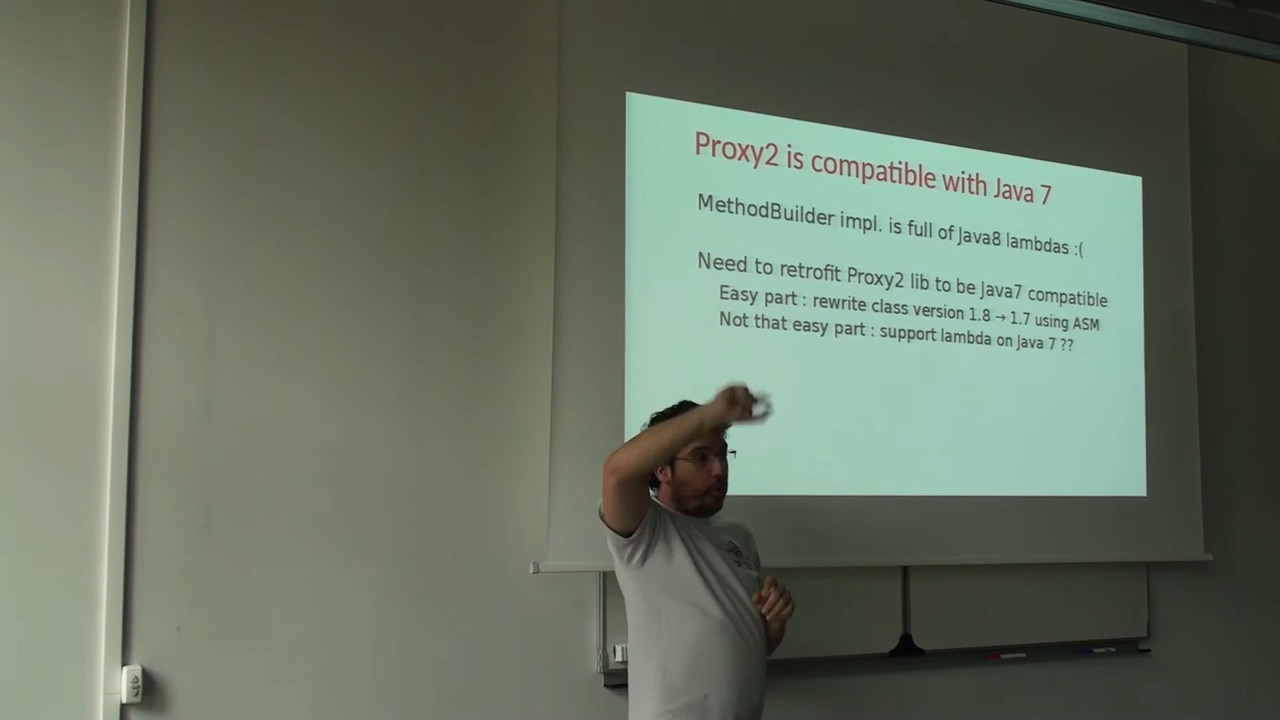 Proxy2 is compatible with Java 7
MethodBuilder impl. is full of Java8 lambdas :(
Need to retrofit Proxy2 lib to be Java7 compatible
Easy part : rewrite class version 1.8 → 1.7 using ASM
Not that easy part : support lambda on Java 7 ??